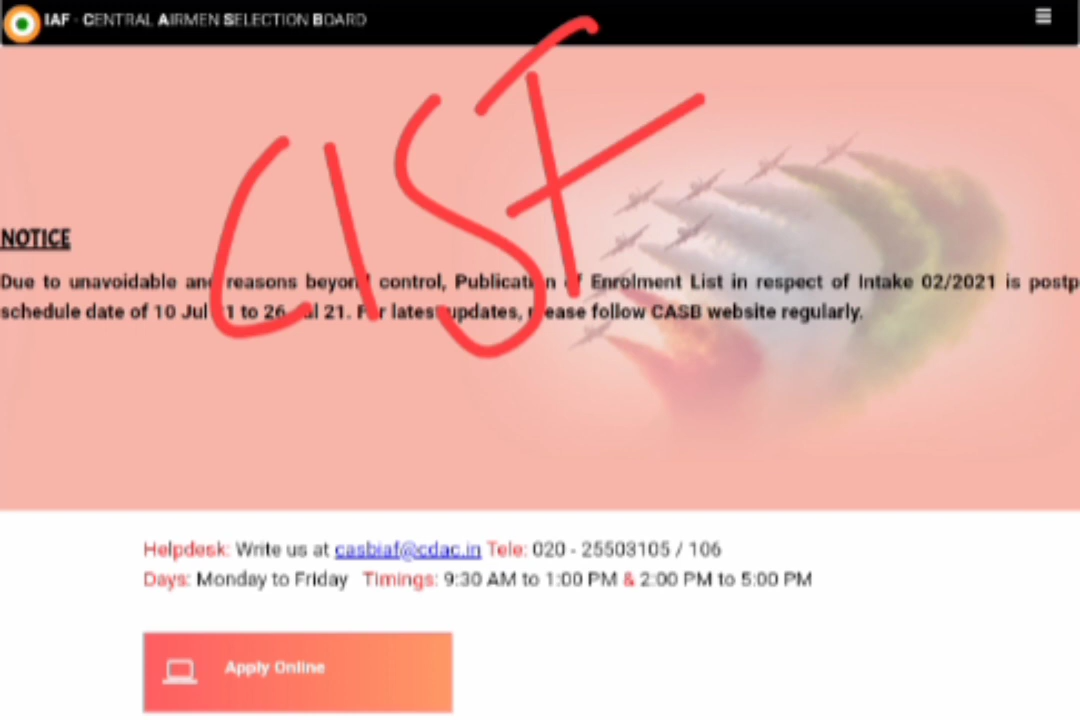 IAF - CENTRAL AIRMEN SELECTION BOARD
CISF
NOTICE
Due to unavoidable and reasons beyond control, Publication of Enrolment List in respect of Intake 02/2021 is postp
schedule date of 10 Jul 21 to 26 Jul 21. For latest updates, please follow CASB website regularly.
Helpdesk: Write us at casbiaf@cdac.in Tele: 020 - 25503105 / 106
Days: Monday to Friday Timings: 9:30 AM to 1:00 PM & 2:00 PM to 5:00 PM
Apply Online